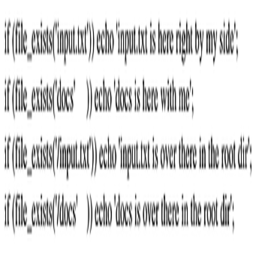 if (file_exists('input.txt')) echo 'input.txt is here right by my side';
if (file_exists('docs' )) echo 'docs is here with me';
if (file_exists('/input.txt')) echo 'input.txt is over there in the root dir';
if (file_exists('/docs' )) echo 'docs is over there in the root dir';